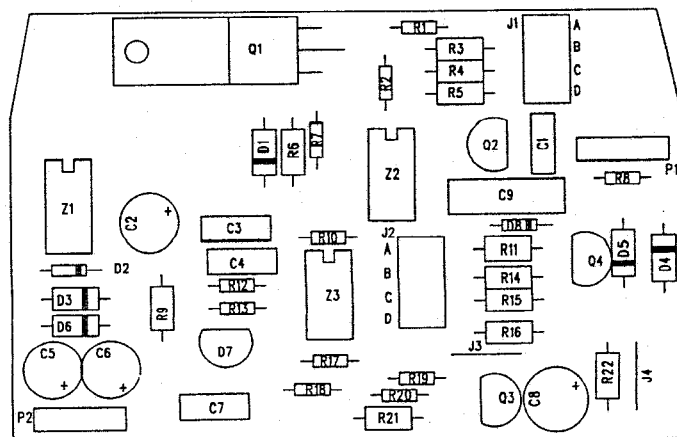 J1
A
R1
Q1
R3
B
R4
C
R2
R5
D
D1
R6
R7
Z2
Q2
C1
P1
R8
Z1
C2
+
C9
C3
R10
J2
D8
A
R11
C4
B
Q4
D5
D4
D2
R12
Z3
R14
D3
R9
R13
C
R15
D6
D
R16
D7
J3
C5
C6
R17
+
+
R19
R22
J4
R18
R20
Q3
C8
+
P2
C7
R21